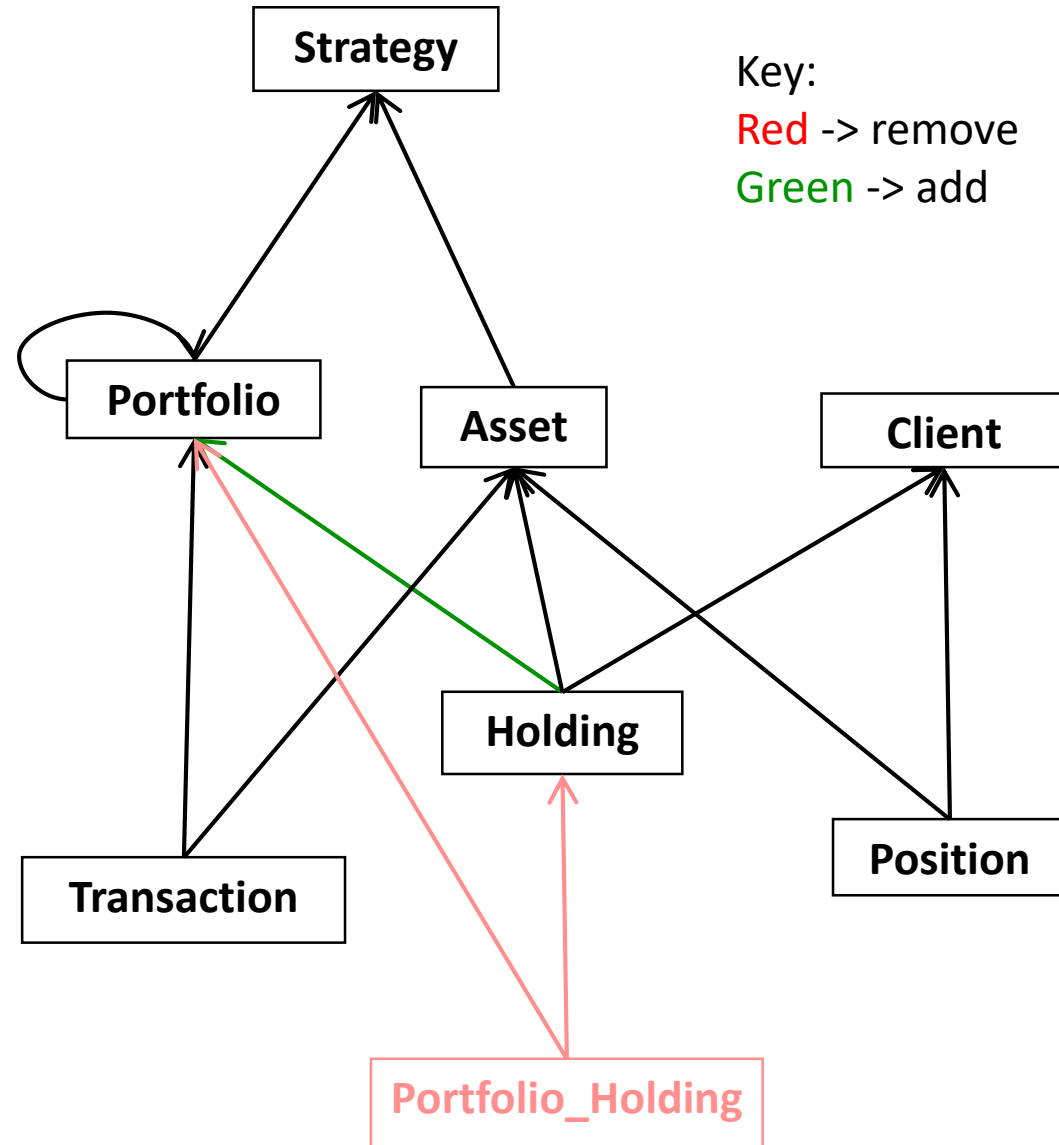 Strategy
Key:
Red -> remove
Green -> add
Portfolio
Asset
Client
Holding
Transaction
Position
Portfolio_Holding